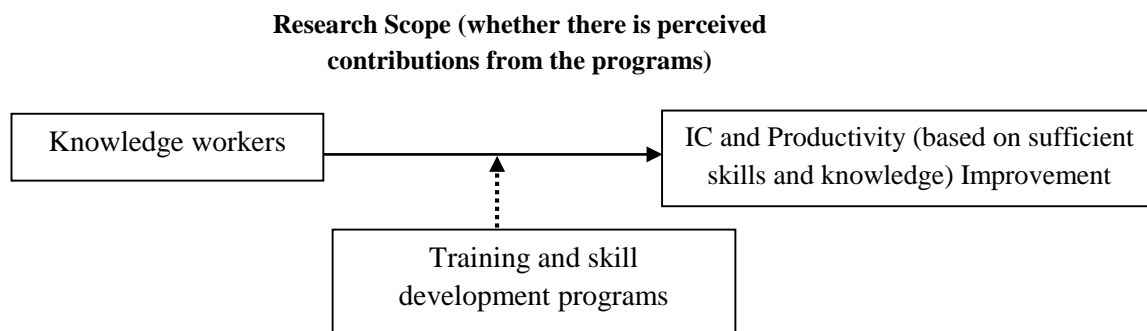 Research Scope (whether there is perceived
contributions from the programs)
Knowledge workers
IC and Productivity (based on sufficient
skills and knowledge) Improvement
Training and skill
development programs